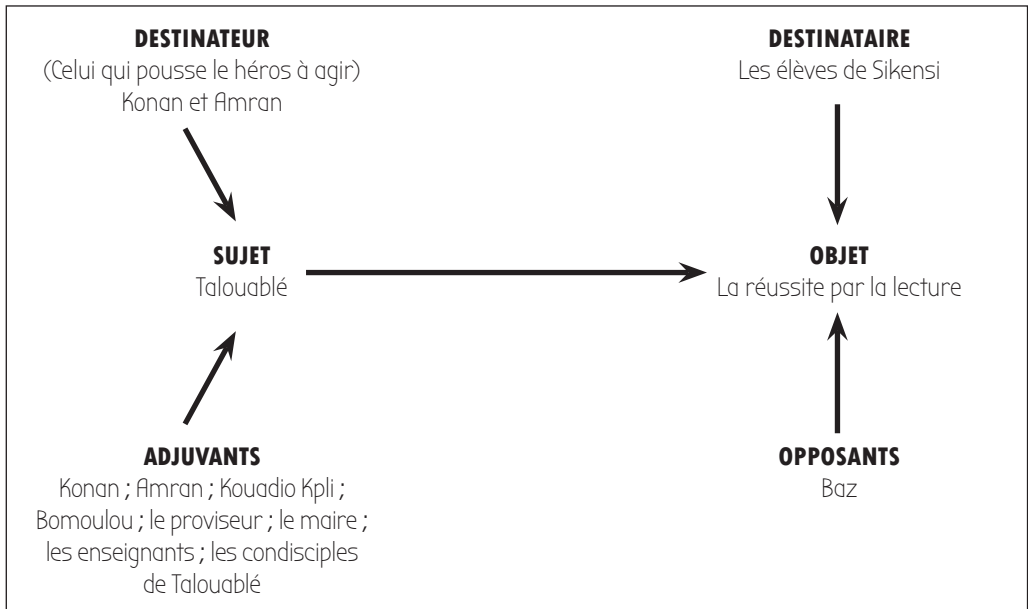 DESTINATEUR
(Celui qui pousse le héros à agir)
Konan et Amran
DESTINATAIRE
Les élèves de Sikensi
SUJET
Talouablé
OBJET
La réussite par la lecture
ADJUVANTS
Konan ; Amran ; Kouadio Kpli ;
Bomoulou ; le proviseur ; le maire ;
les enseignants ; les condisciples
de Talouablé
OPPOSANTS
Baz